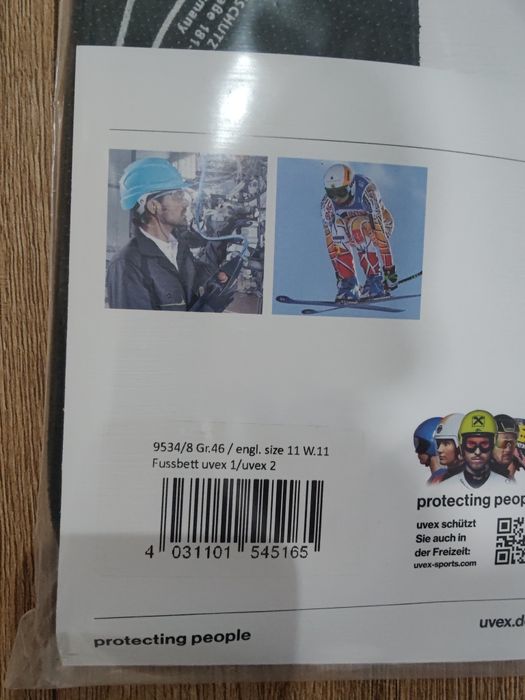 SCHUTZ
9534/8 Gr.46 / engl. size 11 W.11
Fussbett uvex 1/uvex 2
4 031101 545165
protecting peop
uvex schützt
Sie auch in
der Freizeit:
uvex-sports.com
uvex.d
protecting people